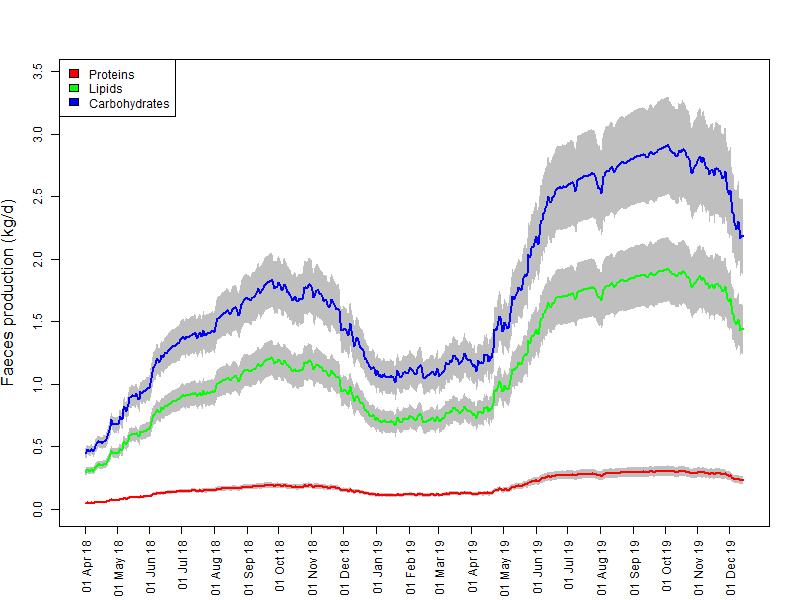 Proteins
Lipids
Carbohydrates
Faeces production (kg/d)
3.5
3.0
2.5
2.0
1.5
1.0
0.5
0.0
01 Apr 18
01 May 18
01 Jun 18
01 Jul 18
01 Aug 18
01 Sep 18
01 Oct 18
01 Nov 18
01 Dec 18
01 Jan 19
01 Feb 19
01 Mar 19
01 Apr 19
01 May 19
01 Jun 19
01 Jul 19
01 Aug 19
01 Sep 19
01 Oct 19
01 Nov 19
01 Dec 19